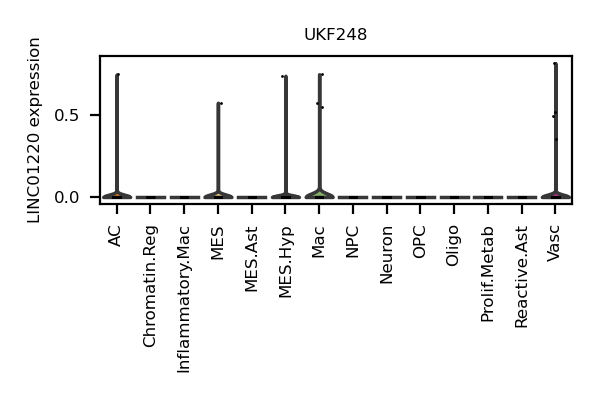 UKF248
LINC01220 expression
0.5
0.0
AC
Chromatin.Reg
Inflammatory.Mac
MES
MES.Ast
MES.Hyp
Mac
NPC
Neuron
OPC
Oligo
Prolif.Metab
Reactive.Ast
Vasc